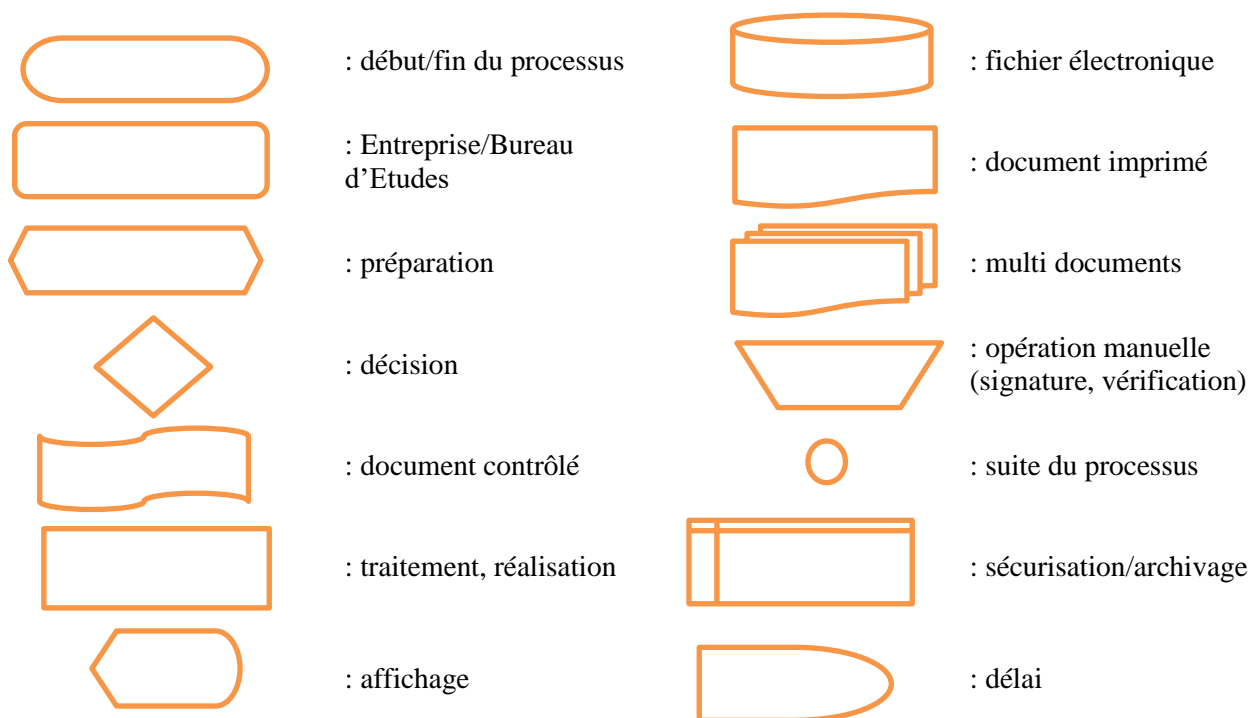 : début/fin du processus
: Entreprise/Bureau
d’Etudes
: préparation
: décision
: document contrôlé
: traitement, réalisation
: affichage
: fichier électronique
: document imprimé
: multi documents
: opération manuelle
(signature, vérification)
: suite du processus
: sécurisation/archivage
: délai